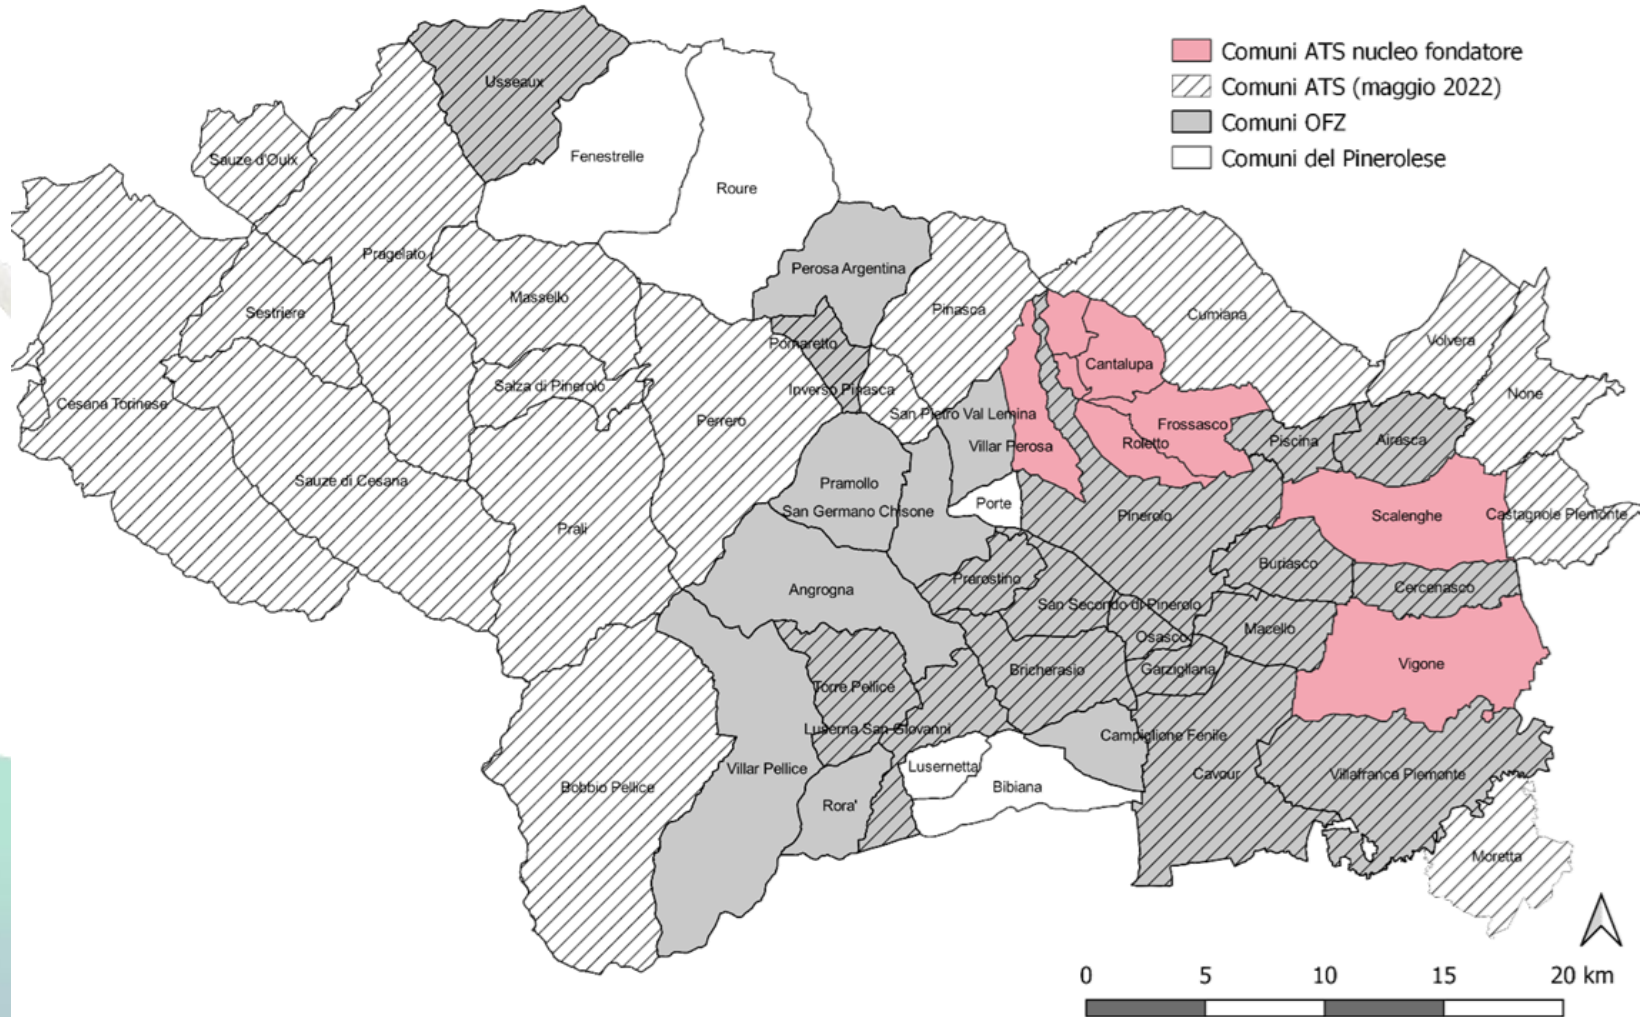 Comuni ATS nucleo fondatore
Comuni ATS (maggio 2022)
Comuni OFZ
Comuni del Pinerolese
Usseaux
Sauze d'Oulx
Fenestrelle
Roure
Pragelato
Perosa Argentina
Massello
Pinasca
Sestriere
Cumiana
Pomaretto
Volvera
Cantalupa
Salza di Pinerolo
Inverso Pinasca
None
Cesana Torinese
San Pietro Val Lemina
Perrero
Frossasco
Villar Perosa
Roletto
Piscina
Airasca
Sauze di Cesana
Pramollo
Porte
San Germano Chisone
Pinerolo
Scalenghe
Castagnole Piemonte
Prali
Buriasco
Prarostino
Angrogna
Cercenasco
San Secondo di Pinerolo
Macello
Osasco
Vigone
Bricherasio
Garzigliana
Torre Pellice
Luserna San Giovanni
Campiglione Fenile
Villar Pellice
Lusernetta
Cavour
Villafranca Piemonte
Bobbio Pellice
Bibiana
Rora'
Moretta
0 5 10 15 20 km